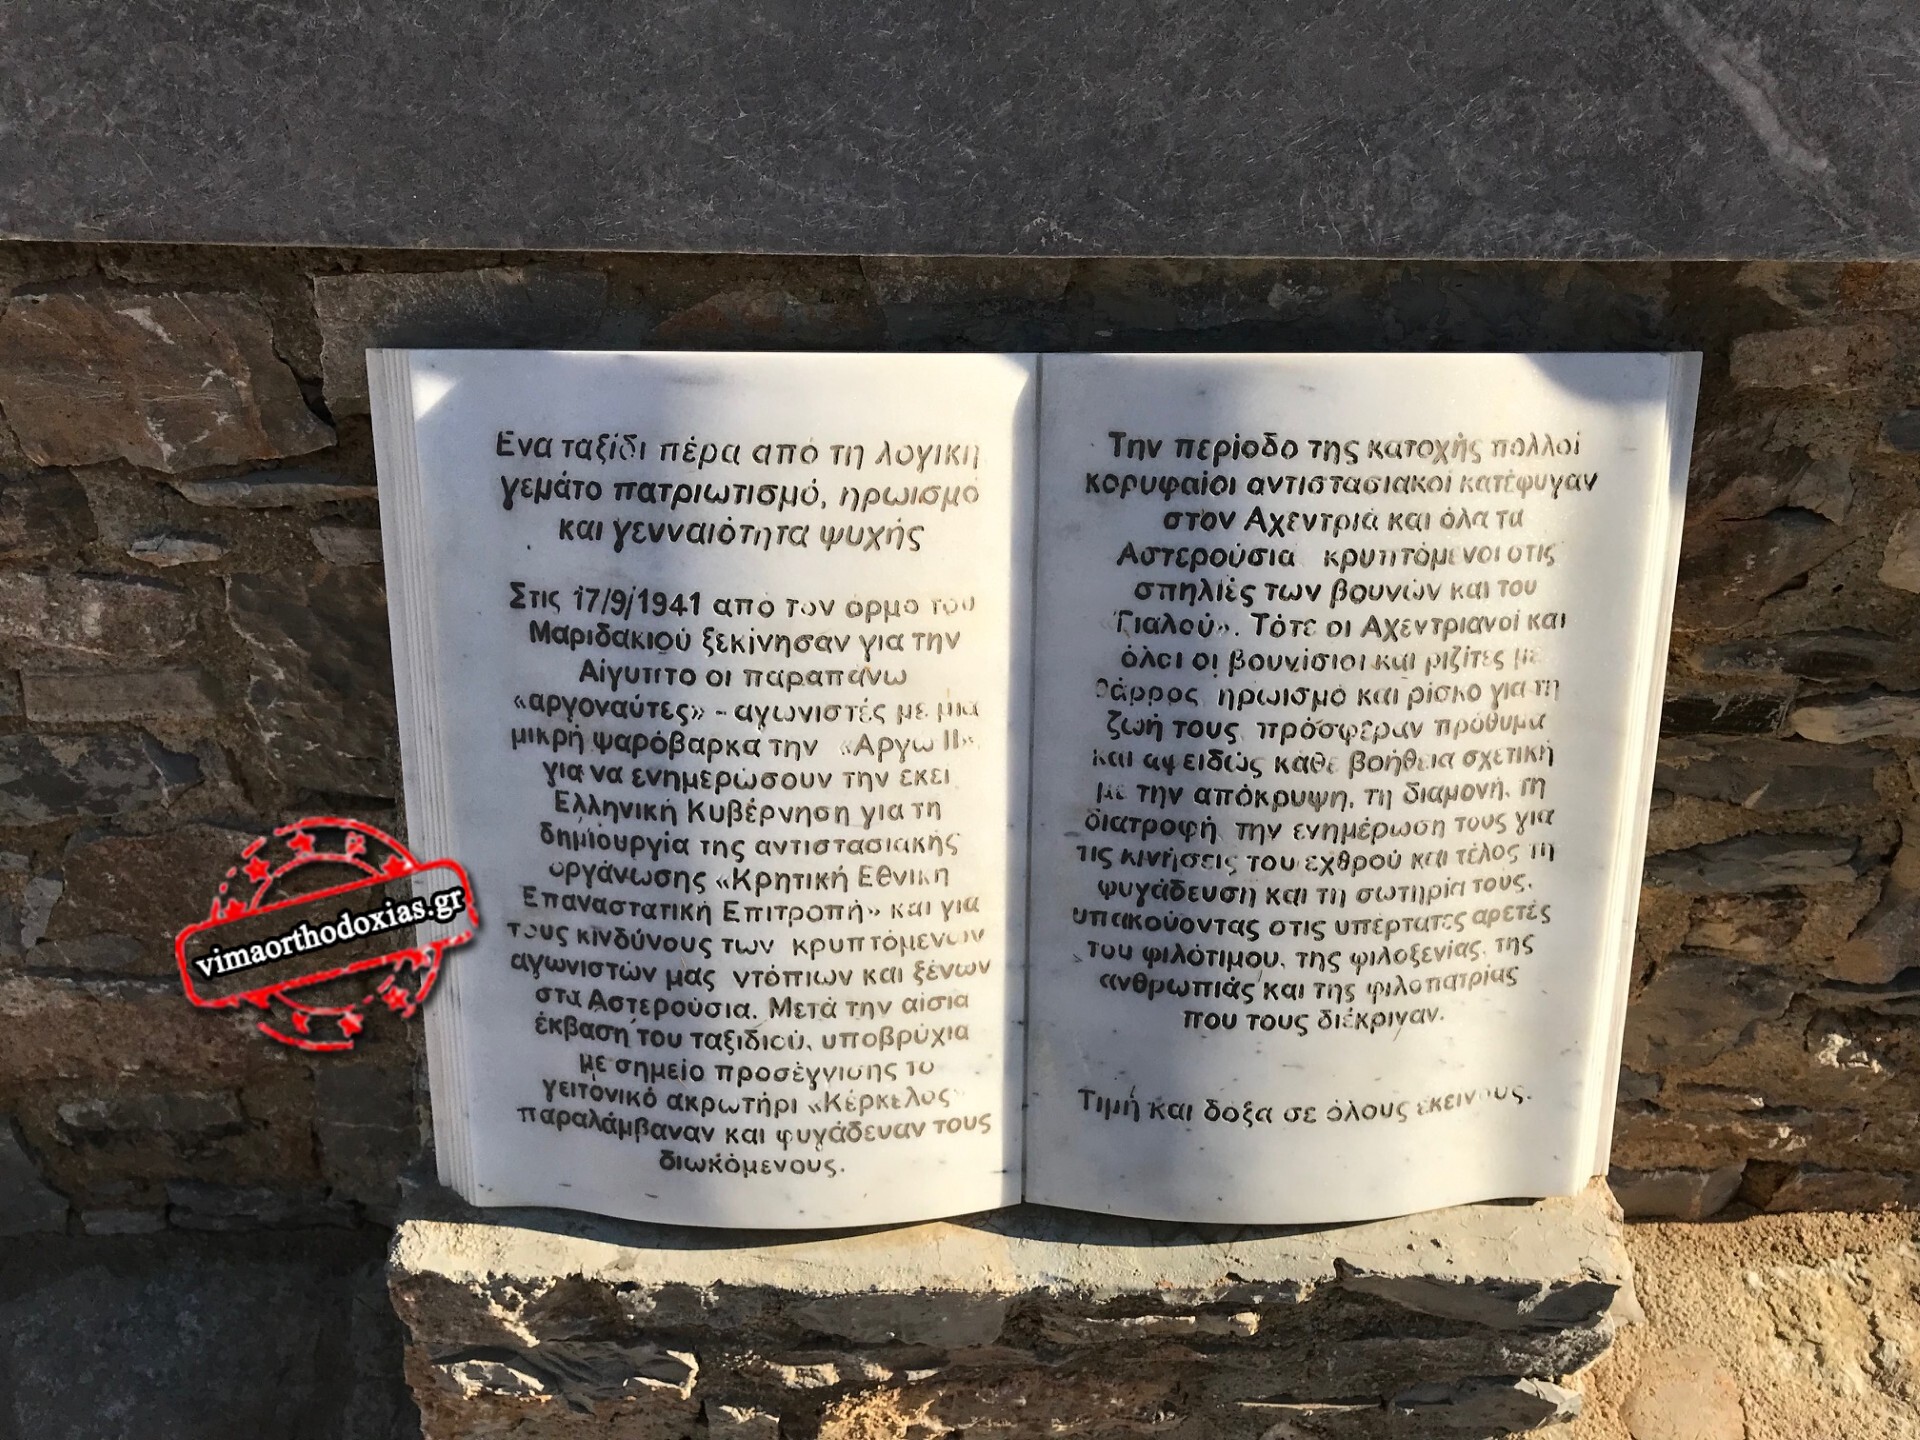 Ενα ταξίδι πέρα από τη λογική
γεμάτο πατριωτισμό, ηρωισμό
και γενναιότητα ψυχής
Στις 17/9/1941 από τον όρμο του
Μαριδακιού ξεκίνησαν για την
Αίγυπτο οι παραπάνω
«αργοναύτες» - αγωνιστές με μια
μικρή ψαρόβαρκα την «Αργω ΙΙ»,
για να ενημερώσουν την εκεί
Ελληνική Κυβέρνηση για τη
δημιουργία της αντιστασιακής
οργάνωσης «Κρητική Εθνική
Επαναστατική Επιτροπή» και για
τους κινδύνους των κρυπτόμενων
αγωνιστών μας ντόπιων και ξένων
στα Αστερούσια. Μετά την αίσια
έκβαση του ταξιδιού, υποβρύχια
με σημείο προσέγγισης το
γειτονικό ακρωτήρι «Κέρκελος»
παραλάμβαναν και φυγάδευαν τους
διωκόμενους.
Την περίοδο της κατοχής πολλοί
κορυφαίοι αντιστασιακοί κατέφυγαν
στον Αχεντριά και όλα τα
Αστερούσια κρυπτόμενοι στις
σπηλιές των βουνών και του
«Γιαλού». Τότε οι Αχεντριανοί και
όλοι οι βουνίσιοι και ριζίτες με
θάρρος, ηρωισμό και ρίσκο για τη
ζωή τους, πρόσφεραν πρόθυμα
και αψειδώς κάθε βοήθεια σχετική
με την απόκρυψη, τη διαμονή, τη
διατροφή, την ενημέρωση τους για
τις κινήσεις του εχθρού και τέλος τη
φυγάδευση και τη σωτηρία τους,
υπακούοντας στις υπέρτατες αρετές
του φιλότιμου, της φιλοξενίας, της
ανθρωπιάς και της φιλοπατρίας
που τους διέκριναν.
Τιμή και δόξα σε όλους εκείνους.
vimaorthodoxias.gr